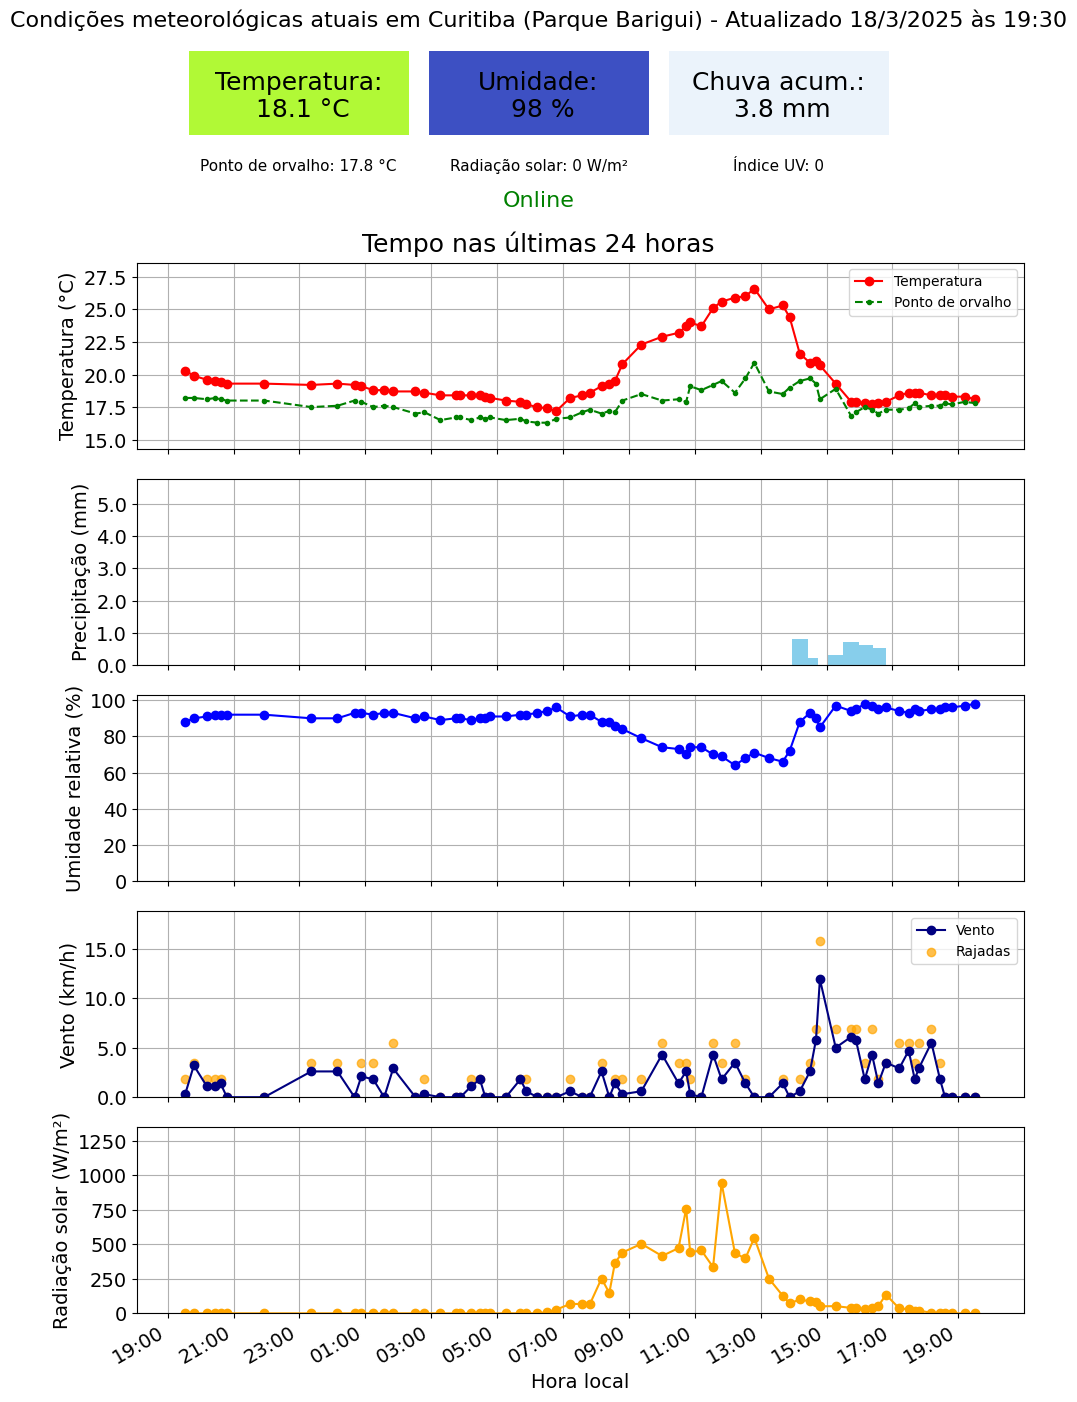 Condições meteorológicas atuais em Curitiba (Parque Barigui) - Atualizado 18/3/2025 às 19:30
Temperatura:
18.1 °C
Umidade:
98 %
Chuva acum.:
3.8 mm
Ponto de orvalho: 17.8 °C
Radiação solar: 0 W/m²
Índice UV: 0
Online
Tempo nas últimas 24 horas
Temperatura (°C)
27.5
25.0
22.5
20.0
17.5
15.0
Temperatura
Ponto de orvalho
Precipitação (mm)
5.0
4.0
3.0
2.0
1.0
0.0
Umidade relativa (%)
100
80
60
40
20
0
Vento (km/h)
15.0
10.0
5.0
0.0
Vento
Rajadas
Radiação solar (W/m²)
1250
1000
750
500
250
0
19:00
21:00
23:00
01:00
03:00
05:00
07:00
09:00
11:00
13:00
15:00
17:00
19:00
Hora local